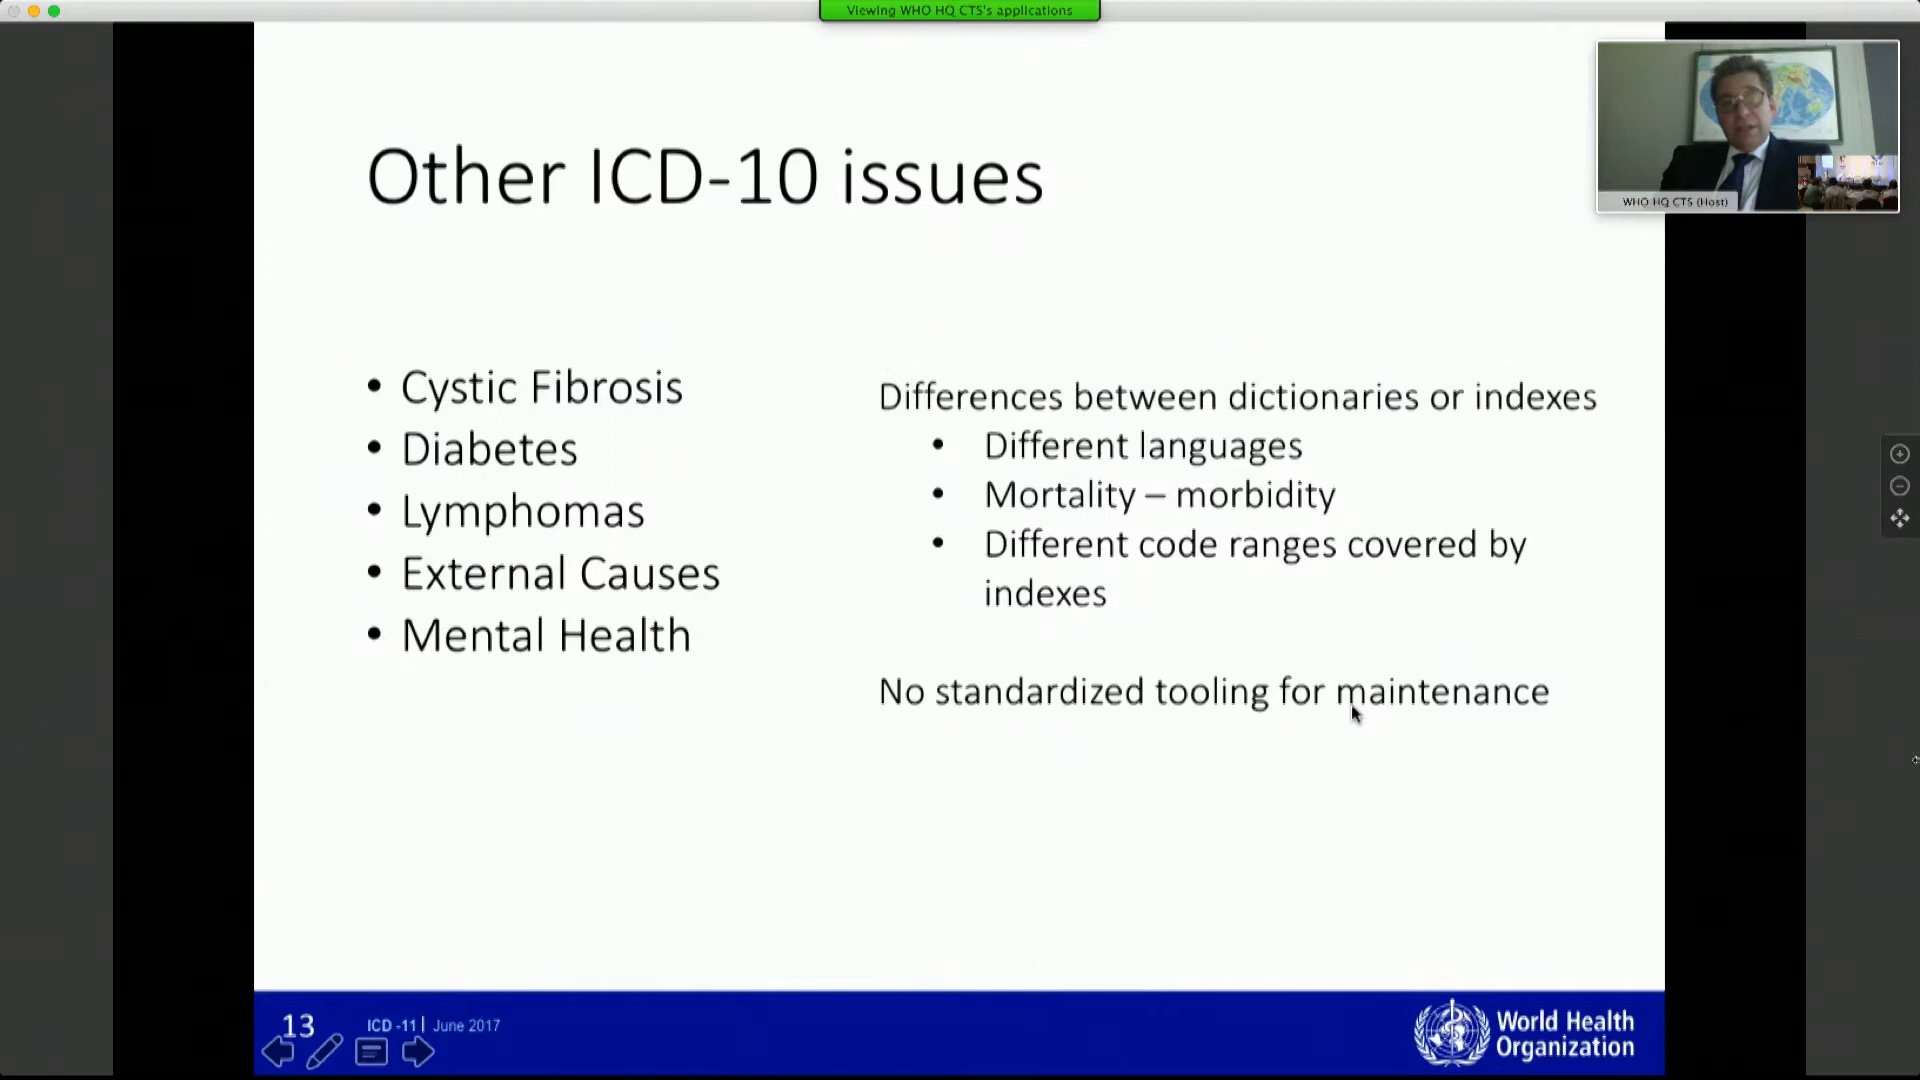 Viewing WHO HQ CTS's applications
WHO HQ CTS (Host)
Other ICD-10 issues
• Cystic Fibrosis
• Diabetes
• Lymphomas
• External Causes
• Mental Health
Differences between dictionaries or indexes
• Different languages
• Mortality – morbidity
• Different code ranges covered by
indexes
No standardized tooling for maintenance
13
ICD -11 | June 2017
World Health
Organization